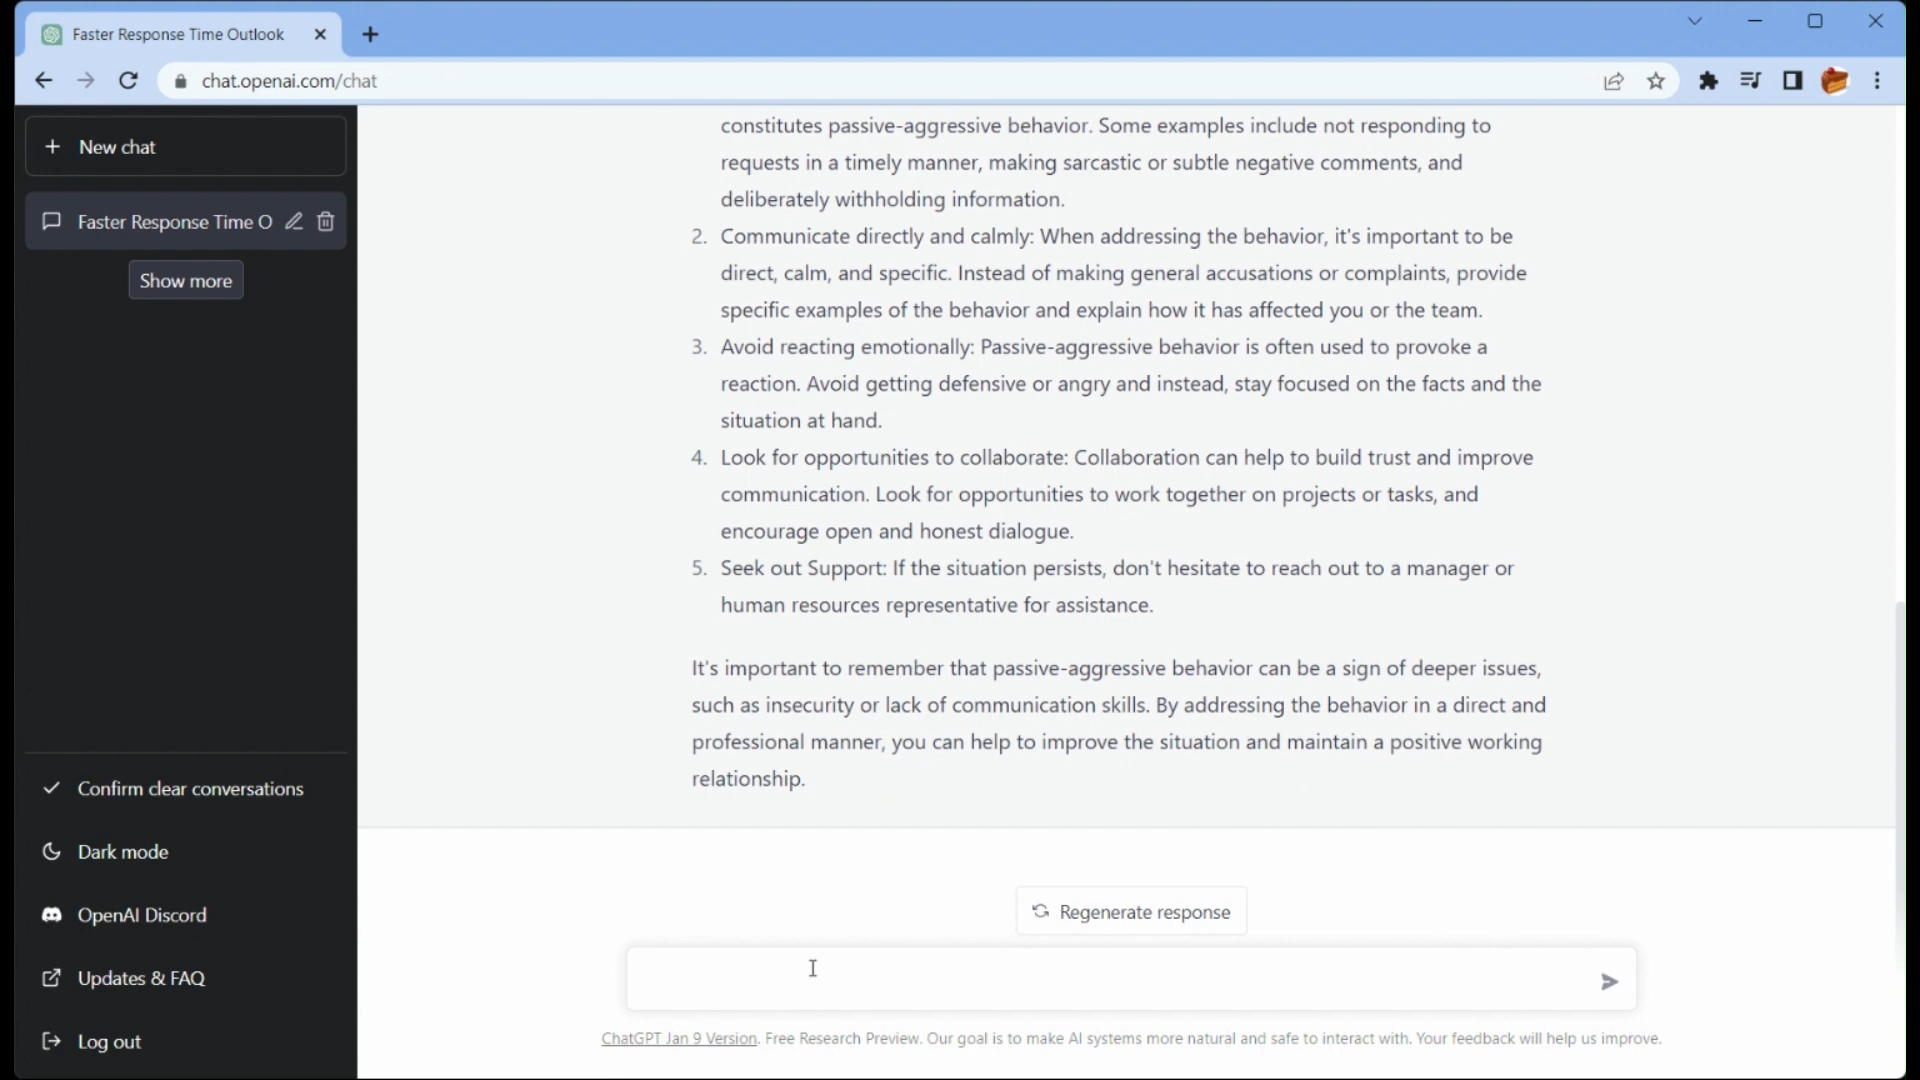 Faster Response Time Outlook
chat.openai.com/chat
New chat
Faster Response Time O
Show more
Confirm clear conversations
Dark mode
OpenAI Discord
Updates & FAQ
Log out
constitutes passive-aggressive behavior. Some examples include not responding to
requests in a timely manner, making sarcastic or subtle negative comments, and
deliberately withholding information.
2. Communicate directly and calmly: When addressing the behavior, it's important to be
direct, calm, and specific. Instead of making general accusations or complaints, provide
specific examples of the behavior and explain how it has affected you or the team.
3. Avoid reacting emotionally: Passive-aggressive behavior is often used to provoke a
reaction. Avoid getting defensive or angry and instead, stay focused on the facts and the
situation at hand.
4. Look for opportunities to collaborate: Collaboration can help to build trust and improve
communication. Look for opportunities to work together on projects or tasks, and
encourage open and honest dialogue.
5. Seek out Support: If the situation persists, don't hesitate to reach out to a manager or
human resources representative for assistance.
It's important to remember that passive-aggressive behavior can be a sign of deeper issues,
such as insecurity or lack of communication skills. By addressing the behavior in a direct and
professional manner, you can help to improve the situation and maintain a positive working
relationship.
Regenerate response
ChatGPT Jan 9 Version. Free Research Preview. Our goal is to make AI systems more natural and safe to interact with. Your feedback will help us improve.